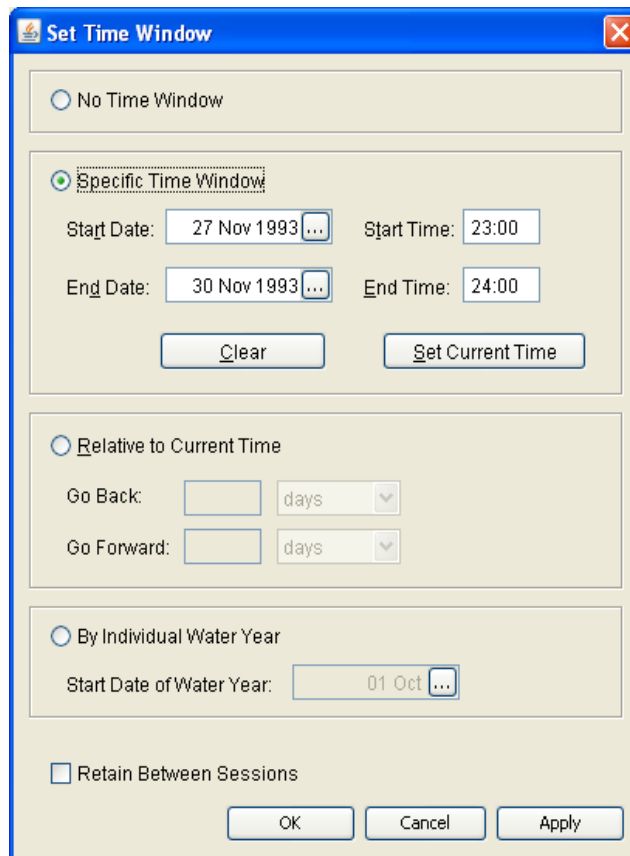 Set Time Window
No Time Window
Specific Time Window
Start Date: 27 Nov 1993 ... Start Time: 23:00
End Date: 30 Nov 1993 ... End Time: 24:00
Clear Set Current Time
Relative to Current Time
Go Back: days
Go Forward: days
By Individual Water Year
Start Date of Water Year: 01 Oct ...
Retain Between Sessions
OK Cancel Apply